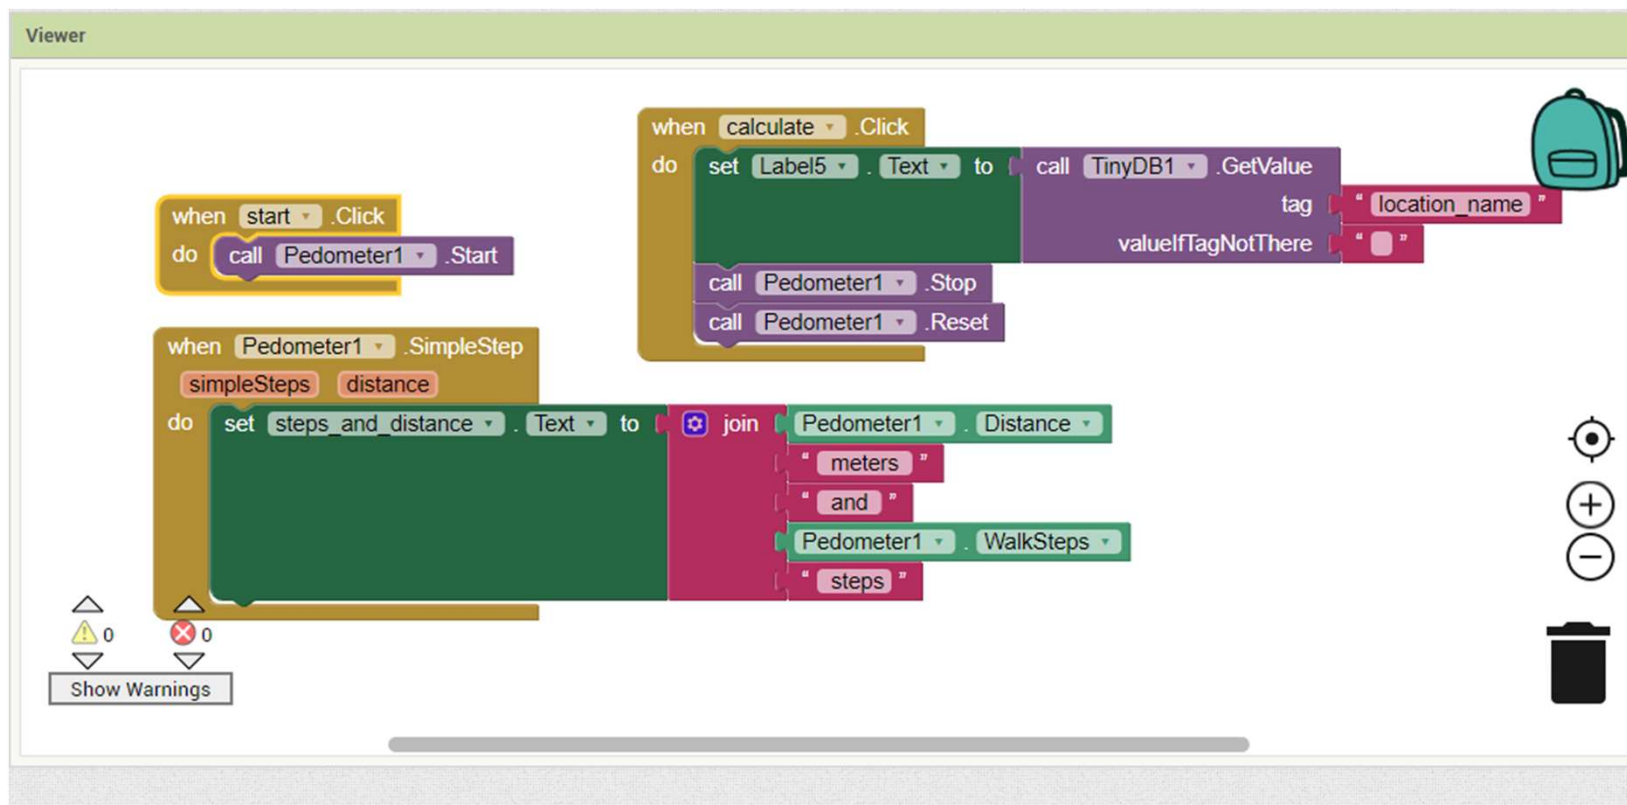 Viewer
when calculate .Click
do set Label5 . Text to call TinyDB1 .GetValue
tag " location_name "
valueIfTagNotThere " "
call Pedometer1 .Stop
call Pedometer1 .Reset
when start .Click
do call Pedometer1 .Start
when Pedometer1 .SimpleStep
simpleSteps distance
do set steps_and_distance . Text to join Pedometer1 . Distance
" meters "
" and "
Pedometer1 . WalkSteps
" steps "
0 0
Show Warnings